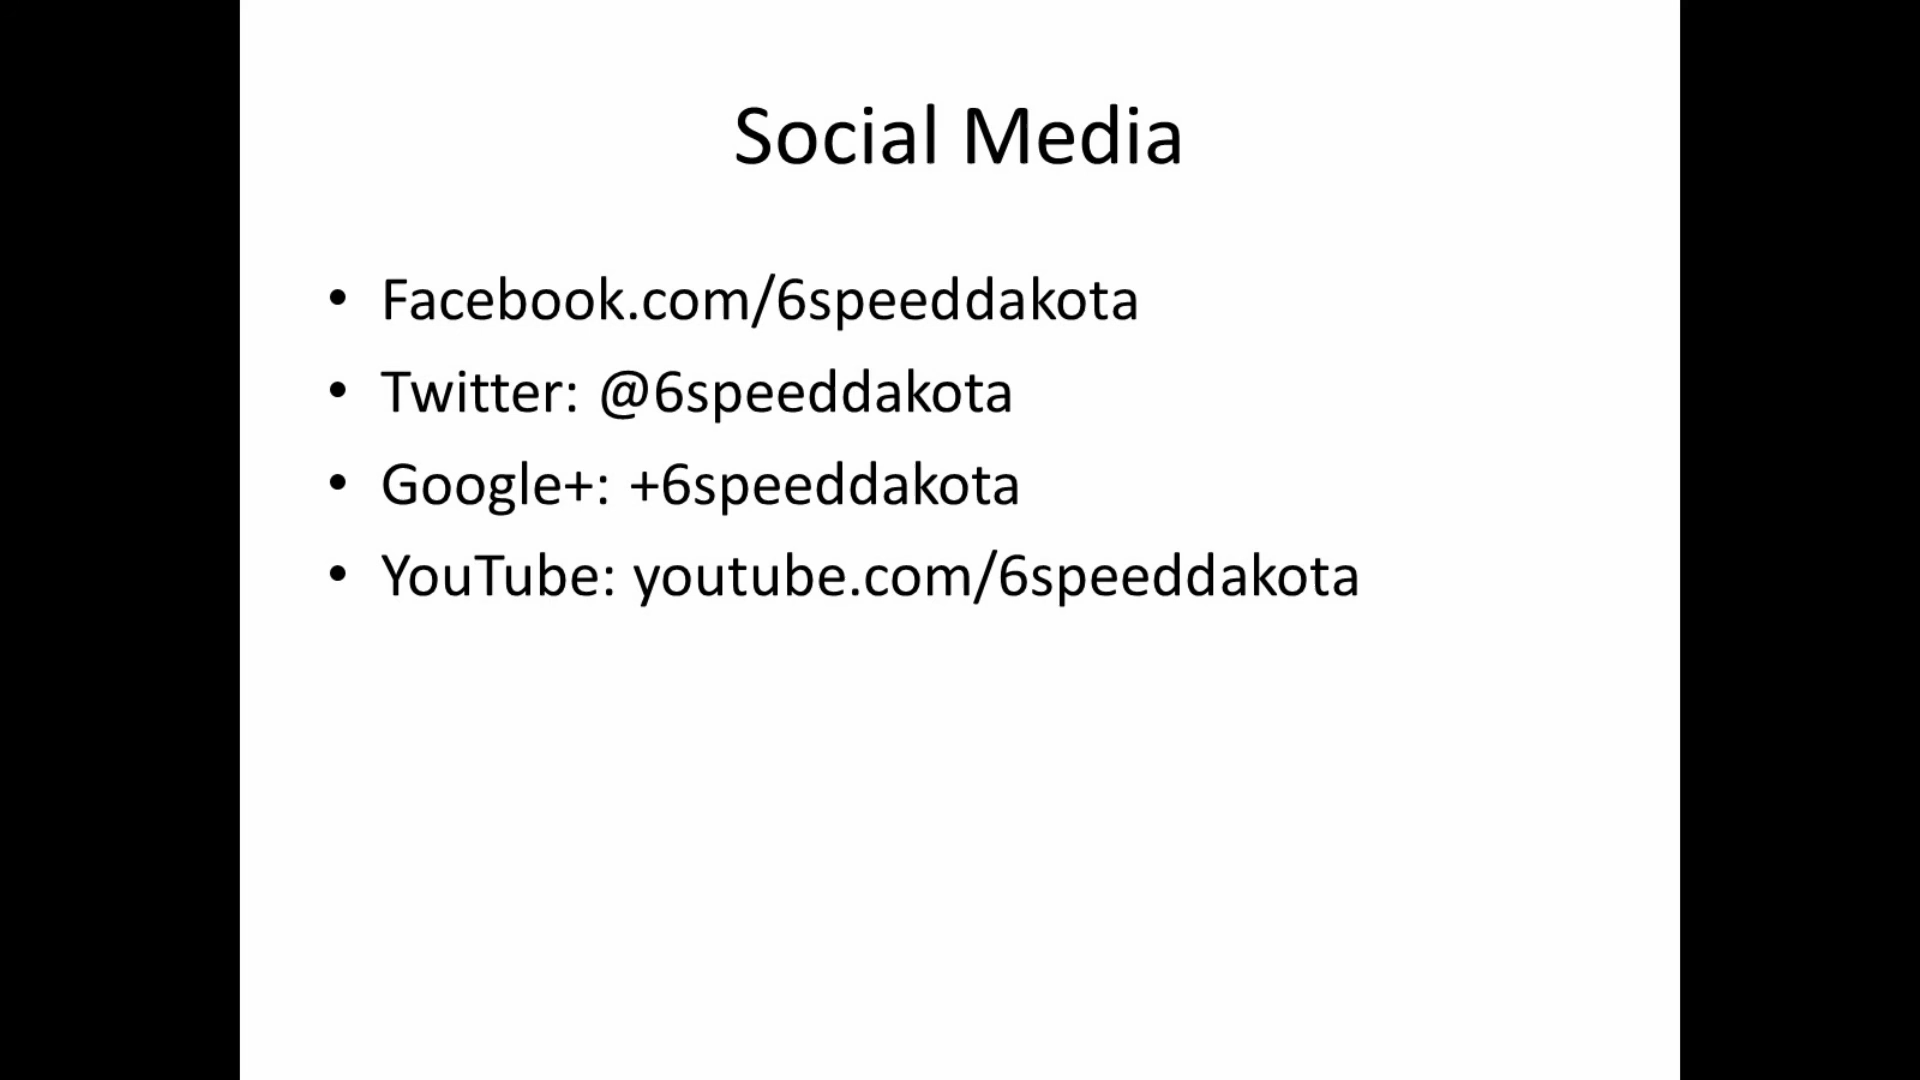 Social Media
• Facebook.com/6speeddakota
• Twitter: @6speeddakota
• Google+: +6speeddakota
• YouTube: youtube.com/6speeddakota